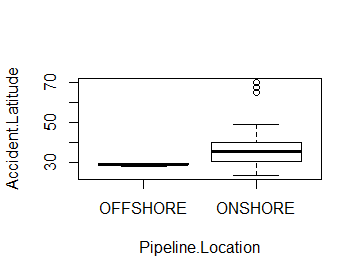 Accident.Latitude
70
50
30
OFFSHORE
ONSHORE
Pipeline.Location